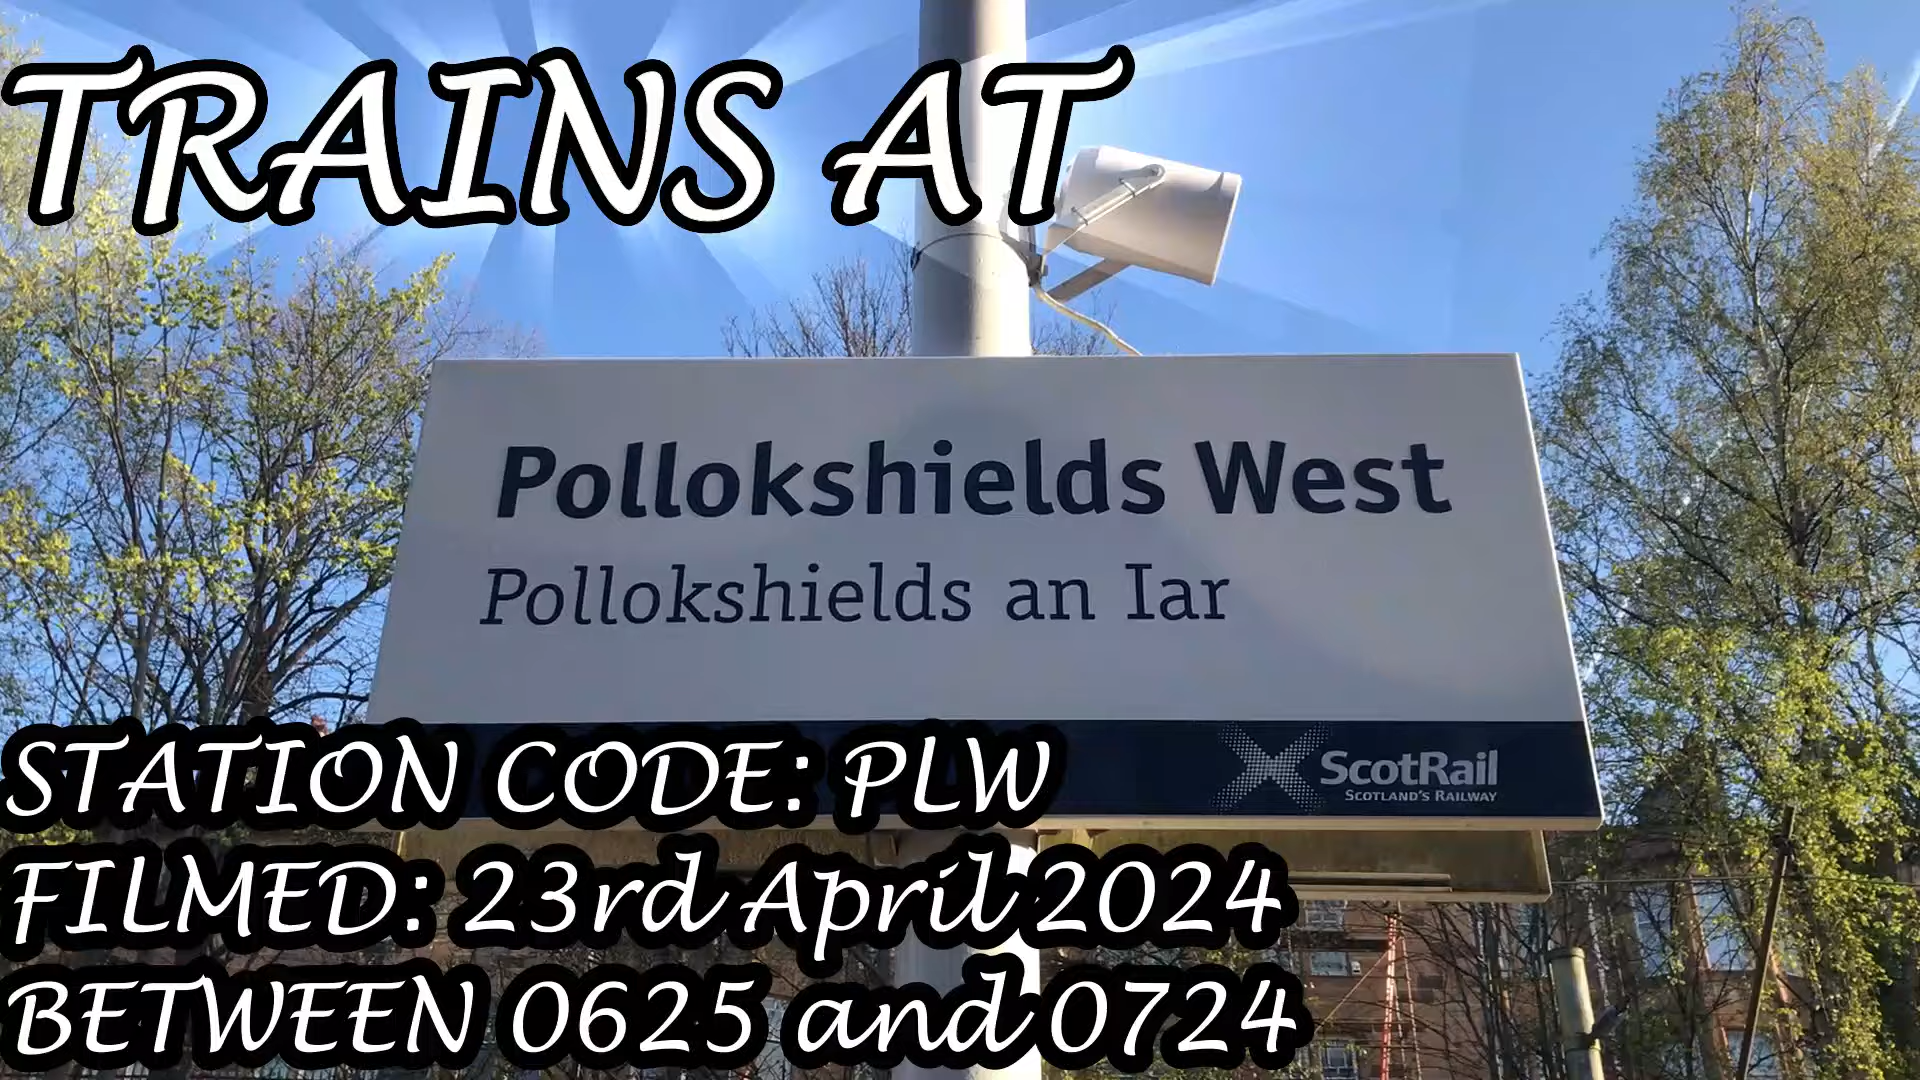 TRAINS AT
Pollokshields West
Pollokshields an Iar
ScotRail
SCOTLAND'S RAILWAY
STATION CODE: PLW
FILMED: 23rd April 2024
BETWEEN 0625 and 0724